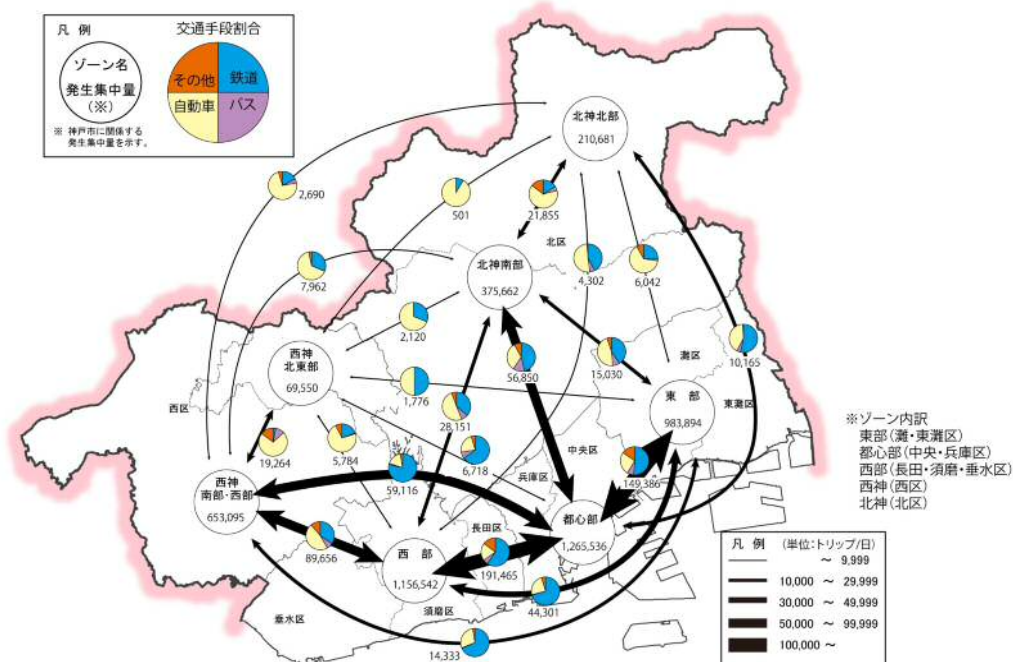 凡 例
ゾーン名
発生集中量
(※)
※ 神戸市に関係する
発生集中量を示す。
交通手段割合
その他
鉄道
自動車
バス
北神北部
210,681
2,690
501
21,855
北区
4,302
6,042
7,962
北神南部
375,662
2,120
10,165
灘区
西神
北東部
69,550
56,850
15,030
1,776
東 部
983,894
東灘区
西区
28,151
19,264
5,784
6,718
59,116
兵庫区
中央区
149,386
※ゾーン内訳
東部(灘・東灘区)
都心部(中央・兵庫区)
西部(長田・須磨・垂水区)
西神(西区)
北神(北区)
西神
南部・西部
653,095
89,656
長田区
都心部
1,265,536
西 部
1,156,542
191,465
44,301
須磨区
垂水区
14,333
凡 例 (単位:トリップ/日)
~ 9,999
10,000 ~ 29,999
30,000 ~ 49,999
50,000 ~ 99,999
100,000 ~